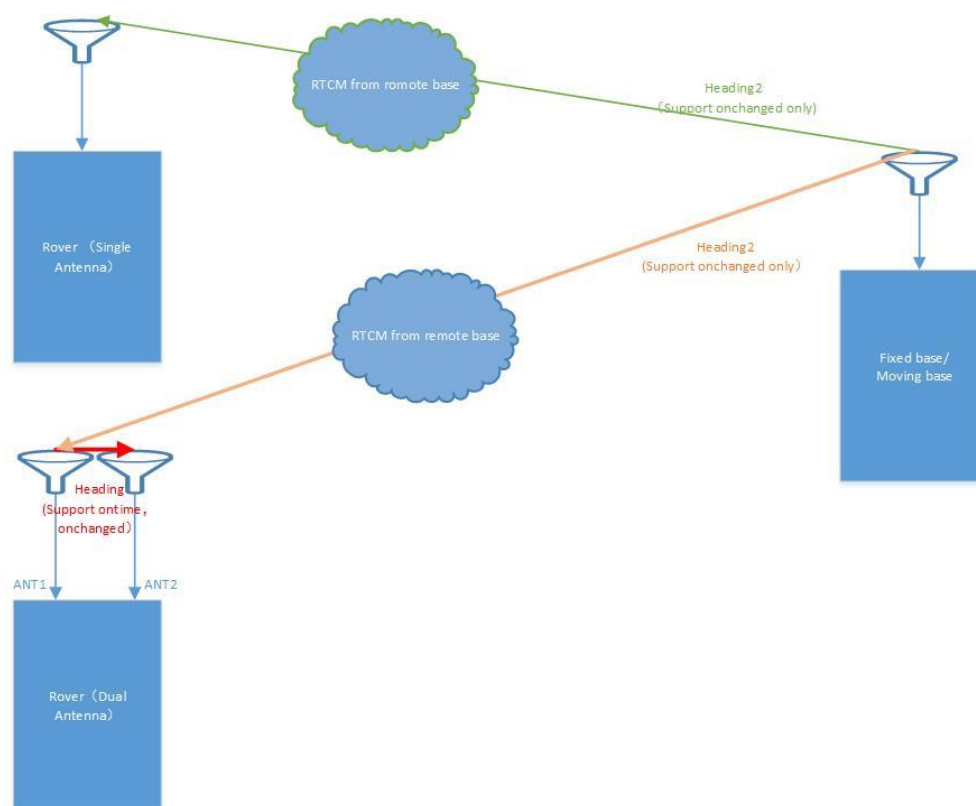 RTCM from romote base
Heading2
（Support onchanged only)
Rover （Single
Antenna）
Heading2
(Support onchanged only）
RTCM from remote base
Fixed base/
Moving base
Heading
(Support ontime，
onchanged）
ANT1
ANT2
Rover（Dual
Antenna）